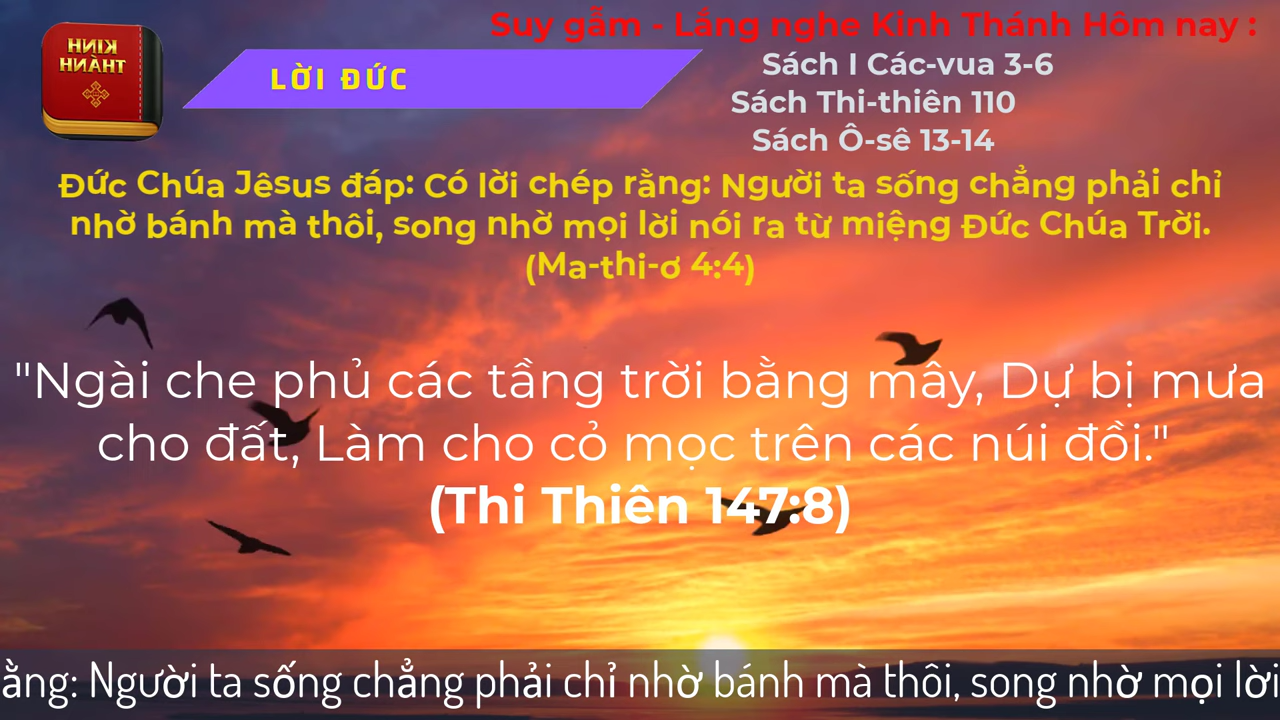 KINH
THÁNH
LỜI ĐỨC
Suy gẫm - Lắng nghe Kinh Thánh Hôm nay :
Sách I Các-vua 3-6
Sách Thi-thiên 110
Sách Ô-sê 13-14
Đức Chúa Jêsus đáp: Có lời chép rằng: Người ta sống chẳng phải chỉ
nhờ bánh mà thôi, song nhờ mọi lời nói ra từ miệng Đức Chúa Trời.
(Ma-thi-ơ 4:4)
"Ngài che phủ các tầng trời bằng mây, Dự bị mưa
cho đất, Làm cho cỏ mọc trên các núi đồi."
(Thi Thiên 147:8)
ằng: Người ta sống chẳng phải chỉ nhờ bánh mà thôi, song nhờ mọi lời